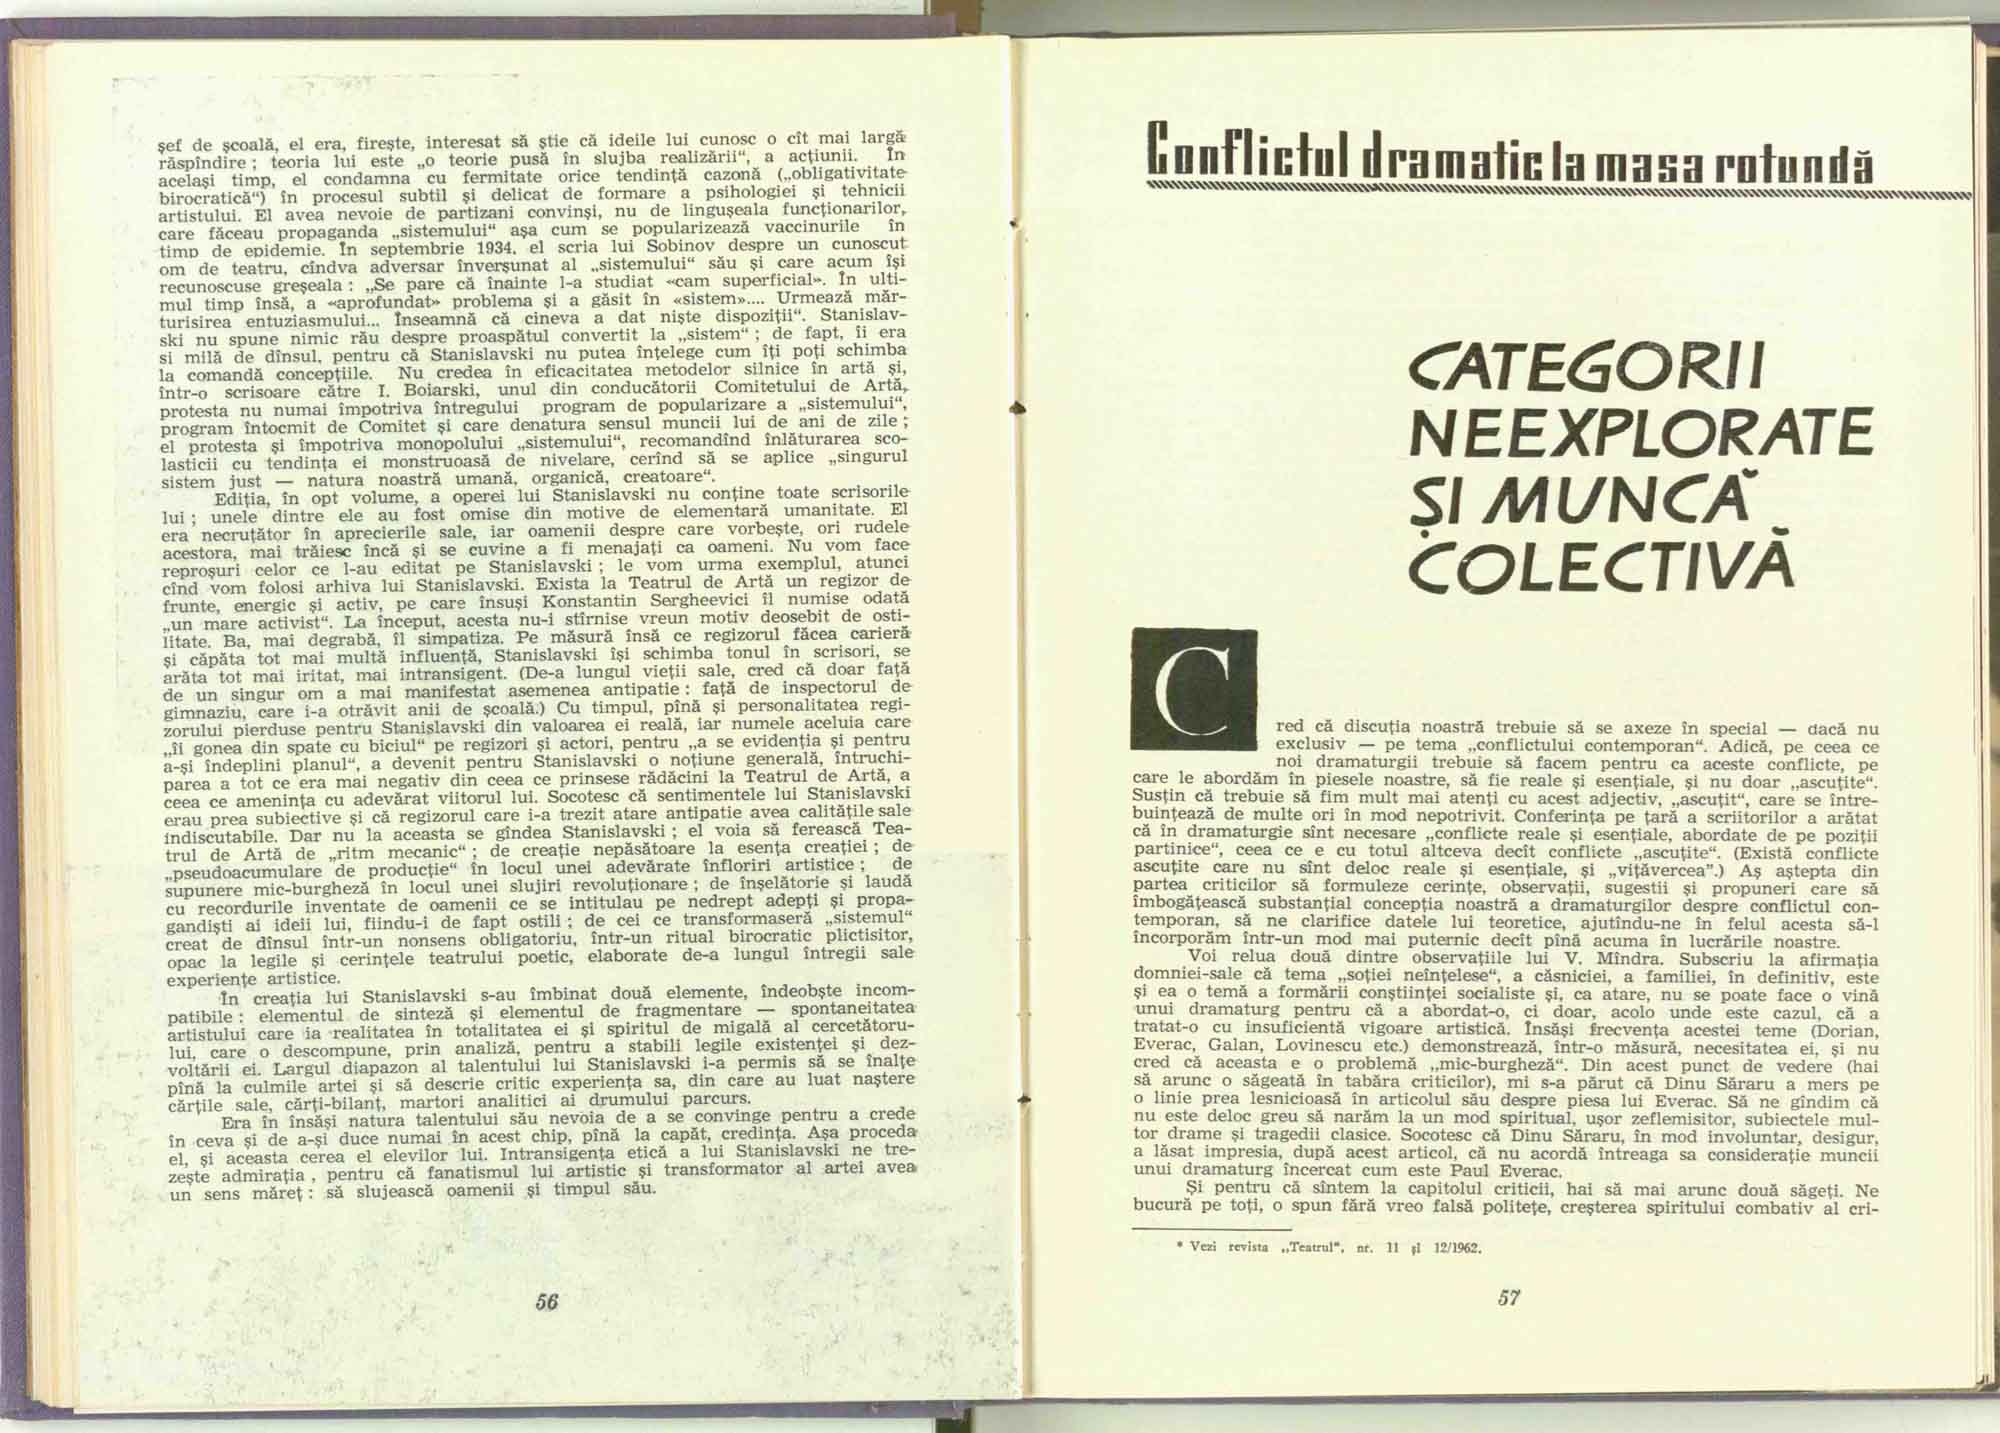 şef de şcoală, el era, fireşte, interesat să ştie că ideile lui cunosc o cît mai largă
răspîndire ; teoria lui este „o teorie pusă în slujba realizării“, a acţiunii. În
acelaşi timp, el condamna cu fermitate orice tendinţă cazonă („obligativitate
birocratică“) în procesul subtil şi delicat de formare a psihologiei şi tehnicii
artistului. El avea nevoie de partizani convinşi, nu de linguşeala funcţionarilor,
care făceau propaganda „sistemului“ aşa cum se popularizează vaccinurile în
timp de epidemie. În septembrie 1934, el scria lui Sobinov despre un cunoscut
om de teatru, cîndva adversar înverşunat al „sistemului“ său şi care acum îşi
recunoscuse greşeala : „Se pare că înainte l-a studiat «cam superficial». În ulti-
mul timp însă, a «aprofundat» problema şi a găsit în «sistem».... Urmează măr-
turisirea entuziasmului... Înseamnă că cineva a dat nişte dispoziţii“. Stanislav-
ski nu spune nimic rău despre proaspătul convertit la „sistem“ ; de fapt, îi era
si milă de dînsul, pentru că Stanislavski nu putea înţelege cum îţi poţi schimba
la comandă concepţiile. Nu credea în eficacitatea metodelor silnice în artă şi,
într-o scrisoare către I. Boiarski, unul din conducătorii Comitetului de Artă,
protesta nu numai împotriva întregului program de popularizare a „sistemului“,
program întocmit de Comitet şi care denatura sensul muncii lui de ani de zile ;
el protesta şi împotriva monopolului „sistemului“, recomandînd înlăturarea sco-
lasticii cu tendinţa ei monstruoasă de nivelare, cerînd să se aplice „singurul
sistem just — natura noastră umană, organică, creatoare“.
Ediţia, în opt volume, a operei lui Stanislavski nu conţine toate scrisorile
lui ; unele dintre ele au fost omise din motive de elementară umanitate. El
era necruţător în aprecierile sale, iar oamenii despre care vorbeşte, ori rudele
acestora, mai trăiesc încă şi se cuvine a fi menajaţi ca oameni. Nu vom face
reproşuri celor ce l-au editat pe Stanislavski ; le vom urma exemplul, atunci
cînd vom folosi arhiva lui Stanislavski. Exista la Teatrul de Artă un regizor de
frunte, energic şi activ, pe care însuşi Konstantin Sergheevici îl numise odată
„un mare activist“. La început, acesta nu-i stîrnise vreun motiv deosebit de osti-
litate. Ba, mai degrabă, îl simpatiza. Pe măsură însă ce regizorul făcea carieră
şi căpăta tot mai multă influenţă, Stanislavski îşi schimba tonul în scrisori, se
arăta tot mai iritat, mai intransigent. (De-a lungul vieţii sale, cred că doar faţă
de un singur om a mai manifestat asemenea antipatie : faţă de inspectorul de
gimnaziu, care i-a otrăvit anii de şcoală.) Cu timpul, pînă şi personalitatea regi-
zorului pierduse pentru Stanislavski din valoarea ei reală, iar numele aceluia care
„îi gonea din spate cu biciul“ pe regizori şi actori, pentru „a se evidenţia şi pentru
a-şi îndeplini planul“, a devenit pentru Stanislavski o noţiune generală, întruchi-
parea a tot ce era mai negativ din ceea ce prinsese rădăcini la Teatrul de Artă, a
ceea ce ameninţa cu adevărat viitorul lui. Socotesc că sentimentele lui Stanislavski
erau prea subiective şi că regizorul care i-a trezit atare antipatie avea calităţile sale
indiscutabile. Dar nu la aceasta se gîndea Stanislavski ; el voia să ferească Tea-
trul de Artă de „ritm mecanic“ ; de creaţie nepăsătoare la esenţa creaţiei ; de
„pseudoacumulare de producţie“ în locul unei adevărate înfloriri artistice ; de
supunere mic-burgheză în locul unei slujiri revoluţionare ; de înşelătorie şi laudă
cu recordurile inventate de oamenii ce se intitulau pe nedrept adepţi şi propa-
gandişti ai ideii lui, fiindu-i de fapt ostili ; de cei ce transformaseră „sistemul“
creat de dînsul într-un nonsens obligatoriu, într-un ritual birocratic plictisitor,
opac la legile şi cerinţele teatrului poetic, elaborate de-a lungul întregii sale
experienţe artistice.
În creaţia lui Stanislavski s-au îmbinat două elemente, îndeobşte incom-
patibile : elementul de sinteză şi elementul de fragmentare — spontaneitatea
artistului care ia realitatea în totalitatea ei şi spiritul de migală al cercetătoru-
lui, care o descompune, prin analiză, pentru a stabili legile existenţei şi dez-
voltării ei. Largul diapazon al talentului lui Stanislavski i-a permis să se înalţe
pînă la culmile artei şi să descrie critic experienţa sa, din care au luat naştere
cărţile sale, cărţi-bilanţ, martori analitici ai drumului parcurs.
Era în însăşi natura talentului său nevoia de a se convinge pentru a crede
în ceva şi de a-şi duce numai în acest chip, pînă la capăt, credinţa. Aşa proceda
el, şi aceasta cerea el elevilor lui. Intransigenţa etică a lui Stanislavski ne tre-
zeşte admiraţia , pentru că fanatismul lui artistic şi transformator al artei avea
un sens măreţ : să slujească oamenii şi timpul său.
56
Conflictul dramatic la masa rotundă
CATEGORII
NEEXPLORATE
ŞI MUNCĂ
COLECTIVĂ
Cred că discuţia noastră trebuie să se axeze în special — dacă nu
exclusiv — pe tema „conflictului contemporan“. Adică, pe ceea ce
noi dramaturgii trebuie să facem pentru ca aceste conflicte, pe
care le abordăm în piesele noastre, să fie reale şi esenţiale, şi nu doar „ascuţite“.
Susţin că trebuie să fim mult mai atenţi cu acest adjectiv, „ascuţit“, care se între-
buinţează de multe ori în mod nepotrivit. Conferinţa pe ţară a scriitorilor a arătat
că în dramaturgie sînt necesare „conflicte reale şi esenţiale, abordate de pe poziţii
partinice“, ceea ce e cu totul altceva decît conflicte „ascuţite“. (Există conflicte
ascuţite care nu sînt deloc reale şi esenţiale, şi „viţăvercea“.) Aş aştepta din
partea criticilor să formuleze cerinţe, observaţii, sugestii şi propuneri care să
îmbogăţească substanţial concepţia noastră a dramaturgilor despre conflictul con-
temporan, să ne clarifice datele lui teoretice, ajutîndu-ne în felul acesta să-l
incorporăm într-un mod mai puternic decît pînă acuma în lucrările noastre.
Voi relua două dintre observaţiile lui V. Mîndra. Subscriu la afirmaţia
domniei-sale că tema „soţiei neînţelese“, a căsniciei, a familiei, în definitiv, este
şi ea o temă a formării conştiinţei socialiste şi, ca atare, nu se poate face o vină
unui dramaturg pentru că a abordat-o, ci doar, acolo unde este cazul, că a
tratat-o cu insuficientă vigoare artistică. Însăşi frecvenţa acestei teme (Dorian,
Everac, Galan, Lovinescu etc.) demonstrează, într-o măsură, necesitatea ei, şi nu
cred că aceasta e o problemă „mic-burgheză“. Din acest punct de vedere (hai
să arunc o săgeată în tabăra criticilor), mi s-a părut că Dinu Săraru a mers pe
o linie prea lesnicioasă în articolul său despre piesa lui Everac. Să ne gîndim că
nu este deloc greu să narăm la un mod spiritual, uşor zeflemisitor, subiectele mul-
tor drame şi tragedii clasice. Socotesc că Dinu Săraru, în mod involuntar, desigur,
a lăsat impresia, după acest articol, că nu acordă întreaga sa consideraţie muncii
unui dramaturg încercat cum este Paul Everac.
Şi pentru că sîntem la capitolul criticii, hai să mai arunc două săgeţi. Ne
bucură pe toţi, o spun fără vreo falsă politeţe, creşterea spiritului combativ al cri-
* Vezi revista „Teatrul“, nr. 11 şi 12/1962.
57